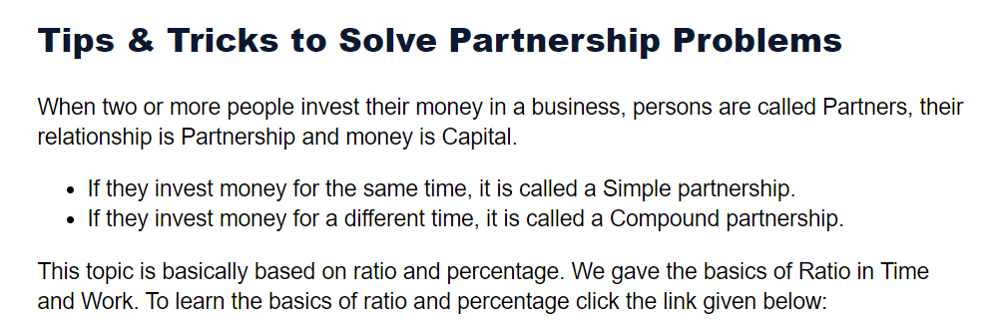 Tips & Tricks to Solve Partnership Problems
When two or more people invest their money in a business, persons are called Partners, their
relationship is Partnership and money is Capital.
• If they invest money for the same time, it is called a Simple partnership.
• If they invest money for a different time, it is called a Compound partnership.
This topic is basically based on ratio and percentage. We gave the basics of Ratio in Time
and Work. To learn the basics of ratio and percentage click the link given below: